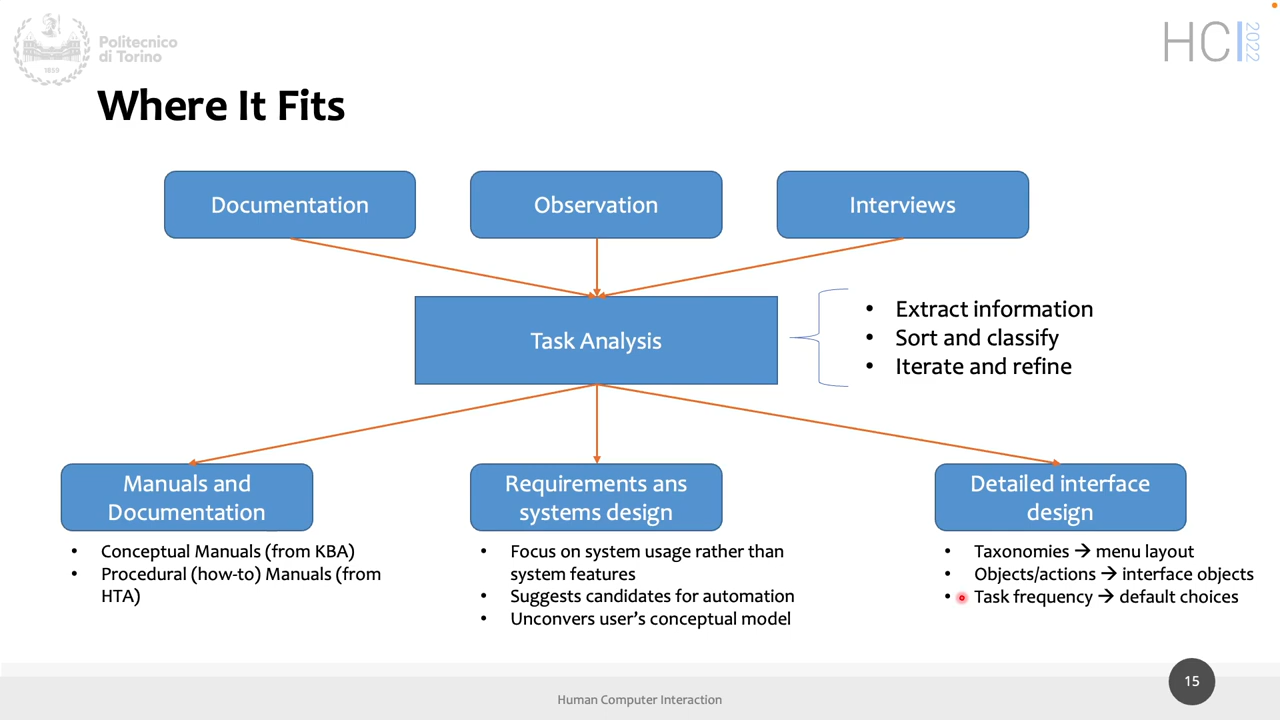 Politecnico
di Torino
1859
HCI
2022
Where It Fits
Documentation
Observation
Interviews
Task Analysis
• Extract information
• Sort and classify
• Iterate and refine
Manuals and
Documentation
• Conceptual Manuals (from KBA)
• Procedural (how-to) Manuals (from
HTA)
Requirements ans
systems design
• Focus on system usage rather than
system features
• Suggests candidates for automation
• Unconvers user's conceptual model
Detailed interface
design
• Taxonomies → menu layout
• Objects/actions → interface objects
• Task frequency → default choices
Human Computer Interaction
15